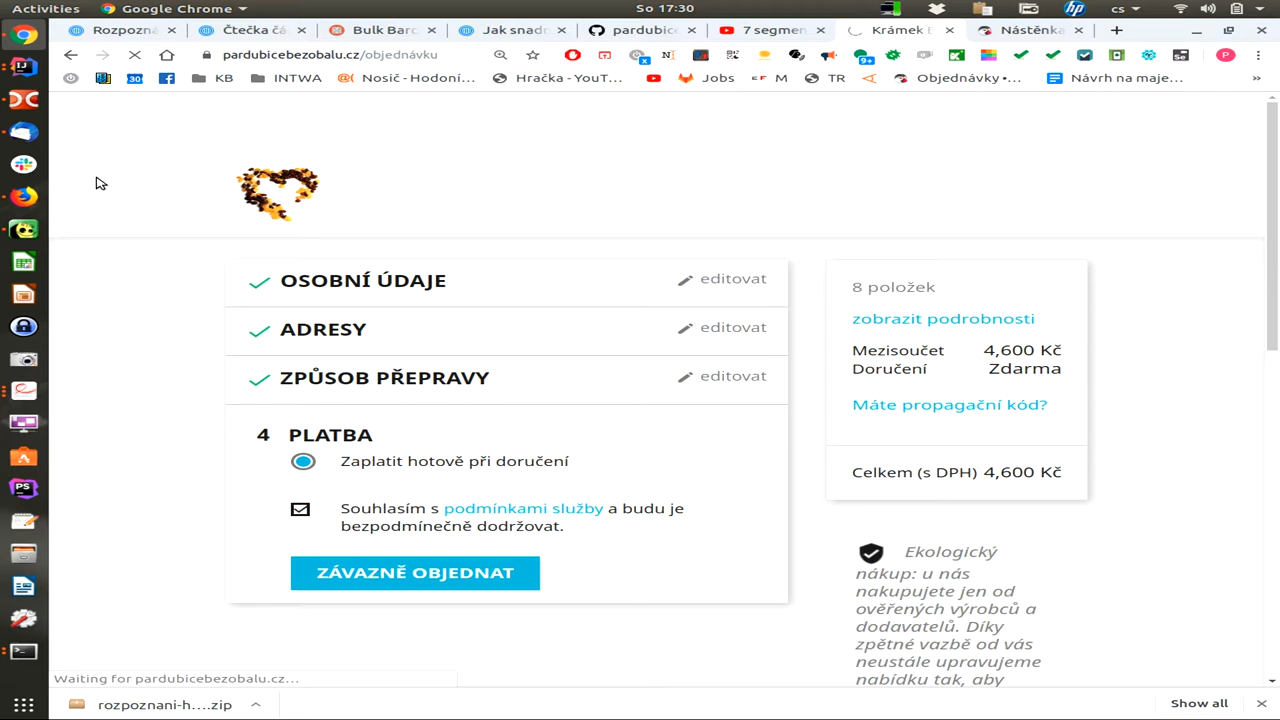 Activities
Google Chrome
So 17:30
cs
Rozpozná
Čtečka čá
Bulk Barc
Jak snadn
pardubice
7 segmen
Krámek B
Nástěnka
pardubicebezobalu.cz/objednávku
30
KB
INTWA
Nosič - Hodoní...
Hračka - YouT...
Jobs
M
TR
Objednávky •...
Návrh na maje...
OSOBNÍ ÚDAJE
editovat
ADRESY
editovat
ZPŮSOB PŘEPRAVY
editovat
4 PLATBA
Zaplatit hotově při doručení
Souhlasím s podmínkami služby a budu je
bezpodmínečně dodržovat.
ZÁVAZNĚ OBJEDNAT
8 položek
zobrazit podrobnosti
Mezisoučet 4,600 Kč
Doručení Zdarma
Máte propagační kód?
Celkem (s DPH) 4,600 Kč
Ekologický
nákup: u nás
nakupujete jen od
ověřených výrobců a
dodavatelů. Díky
zpětné vazbě od vás
neustále upravujeme
nabídku tak, aby
Waiting for pardubicebezobalu.cz...
rozpoznani-h....zip
Show all